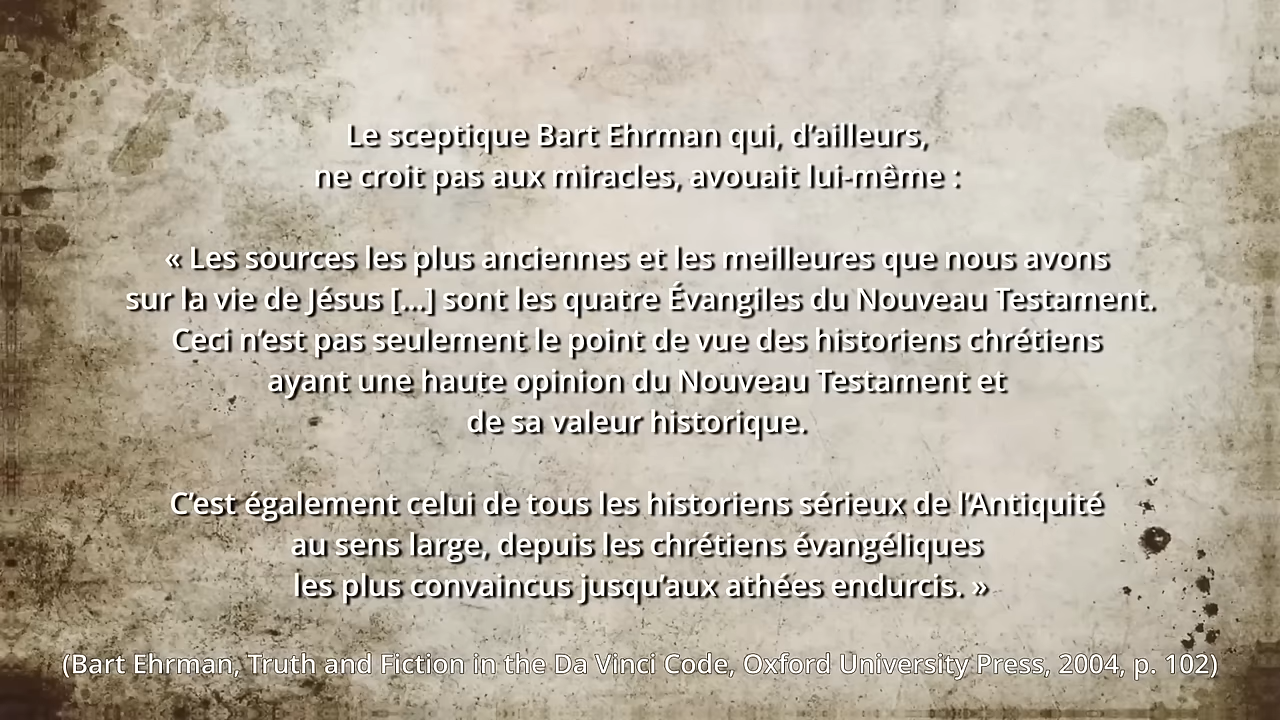 Le sceptique Bart Ehrman qui, d’ailleurs,
ne croit pas aux miracles, avouait lui-même :
« Les sources les plus anciennes et les meilleures que nous avons
sur la vie de Jésus [...] sont les quatre Évangiles du Nouveau Testament.
Ceci n’est pas seulement le point de vue des historiens chrétiens
ayant une haute opinion du Nouveau Testament et
de sa valeur historique.
C’est également celui de tous les historiens sérieux de l’Antiquité
au sens large, depuis les chrétiens évangéliques
les plus convaincus jusqu’aux athées endurcis. »
(Bart Ehrman, Truth and Fiction in the Da Vinci Code, Oxford University Press, 2004, p. 102)